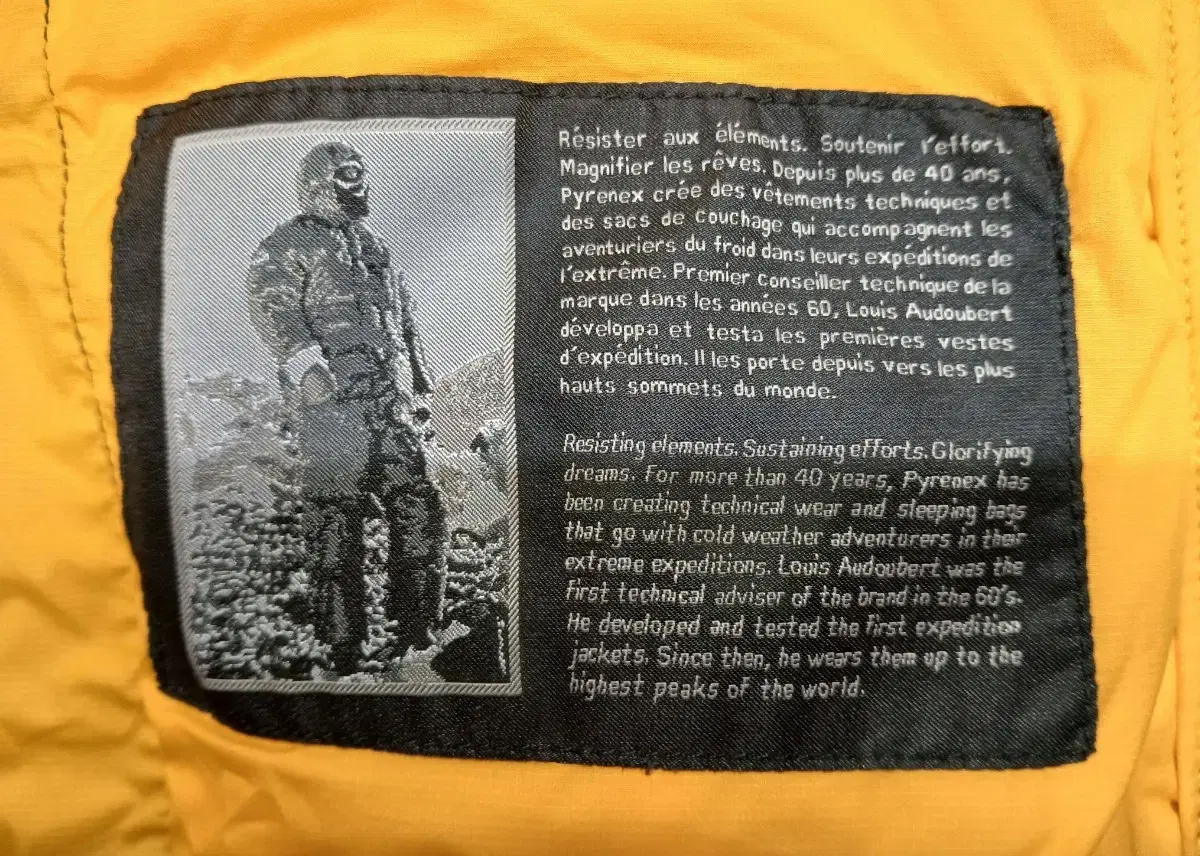 Résister aux éléments. Soutenir l'effort.
Magnifier les rêves. Depuis plus de 40 ans,
Pyrenex crée des vêtements techniques et
des sacs de couchage qui accompagnent les
aventuriers du froid dans leurs expéditions de
l'extrême. Premier conseiller technique de la
marque dans les années 60, Louis Audoubert
développa et testa les premières vestes
d'expédition. Il les porte depuis vers les plus
hauts sommets du monde.
Resisting elements. Sustaining efforts. Glorifying
dreams. For more than 40 years, Pyrenex has
been creating technical wear and sleeping bags
that go with cold weather adventurers in their
extreme expeditions. Louis Audoubert was the
first technical adviser of the brand in the 60's.
He developed and tested the first expedition
jackets. Since then, he wears them up to the
highest peaks of the world.